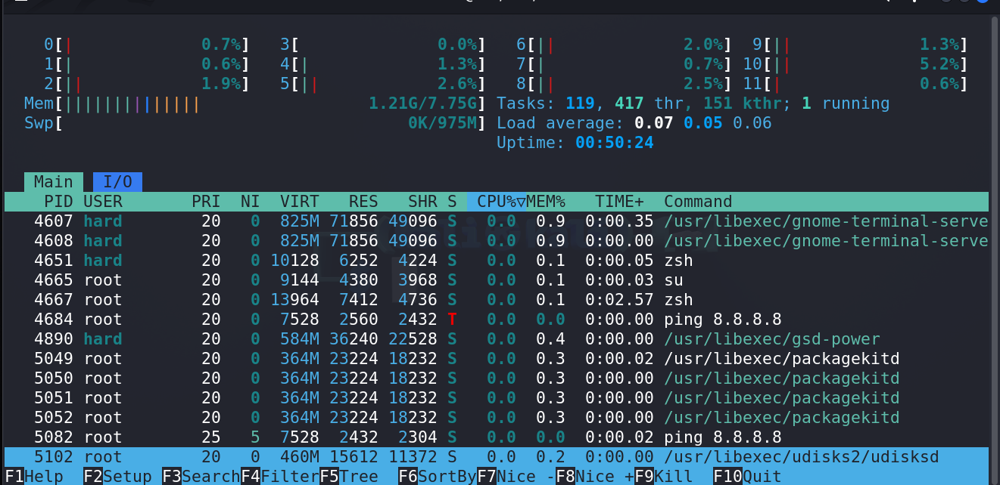 0[| 0.7%] 3[ 0.0%] 6[|| 2.0%] 9[|| 1.3%]
1[| 0.6%] 4[| 1.3%] 7[| 0.7%] 10[|| 5.2%]
2[|| 1.9%] 5[|| 2.6%] 8[|| 2.5%] 11[| 0.6%]
Mem[|||||||||||||| 1.21G/7.75G] Tasks: 119, 417 thr, 151 kthr; 1 running
Swp[ 0K/975M] Load average: 0.07 0.05 0.06
Uptime: 00:50:24
Main I/O
PID USER PRI NI VIRT RES SHR S CPU%▽MEM% TIME+ Command
4607 hard 20 0 825M 71856 49096 S 0.0 0.9 0:00.35 /usr/libexec/gnome-terminal-serve
4608 hard 20 0 825M 71856 49096 S 0.0 0.9 0:00.00 /usr/libexec/gnome-terminal-serve
4651 hard 20 0 10128 6252 4224 S 0.0 0.1 0:00.05 zsh
4665 root 20 0 9144 4380 3968 S 0.0 0.1 0:00.03 su
4667 root 20 0 13964 7412 4736 S 0.0 0.1 0:02.57 zsh
4684 root 20 0 7528 2560 2432 T 0.0 0.0 0:00.00 ping 8.8.8.8
4890 hard 20 0 584M 36240 22528 S 0.0 0.4 0:00.00 /usr/libexec/gsd-power
5049 root 20 0 364M 23224 18232 S 0.0 0.3 0:00.02 /usr/libexec/packagekitd
5050 root 20 0 364M 23224 18232 S 0.0 0.3 0:00.00 /usr/libexec/packagekitd
5051 root 20 0 364M 23224 18232 S 0.0 0.3 0:00.00 /usr/libexec/packagekitd
5052 root 20 0 364M 23224 18232 S 0.0 0.3 0:00.00 /usr/libexec/packagekitd
5082 root 25 5 7528 2432 2304 S 0.0 0.0 0:00.02 ping 8.8.8.8
5102 root 20 0 460M 15612 11372 S 0.0 0.2 0:00.00 /usr/libexec/udisks2/udisksd
F1Help F2Setup F3SearchF4FilterF5Tree F6SortByF7Nice -F8Nice +F9Kill F10Quit